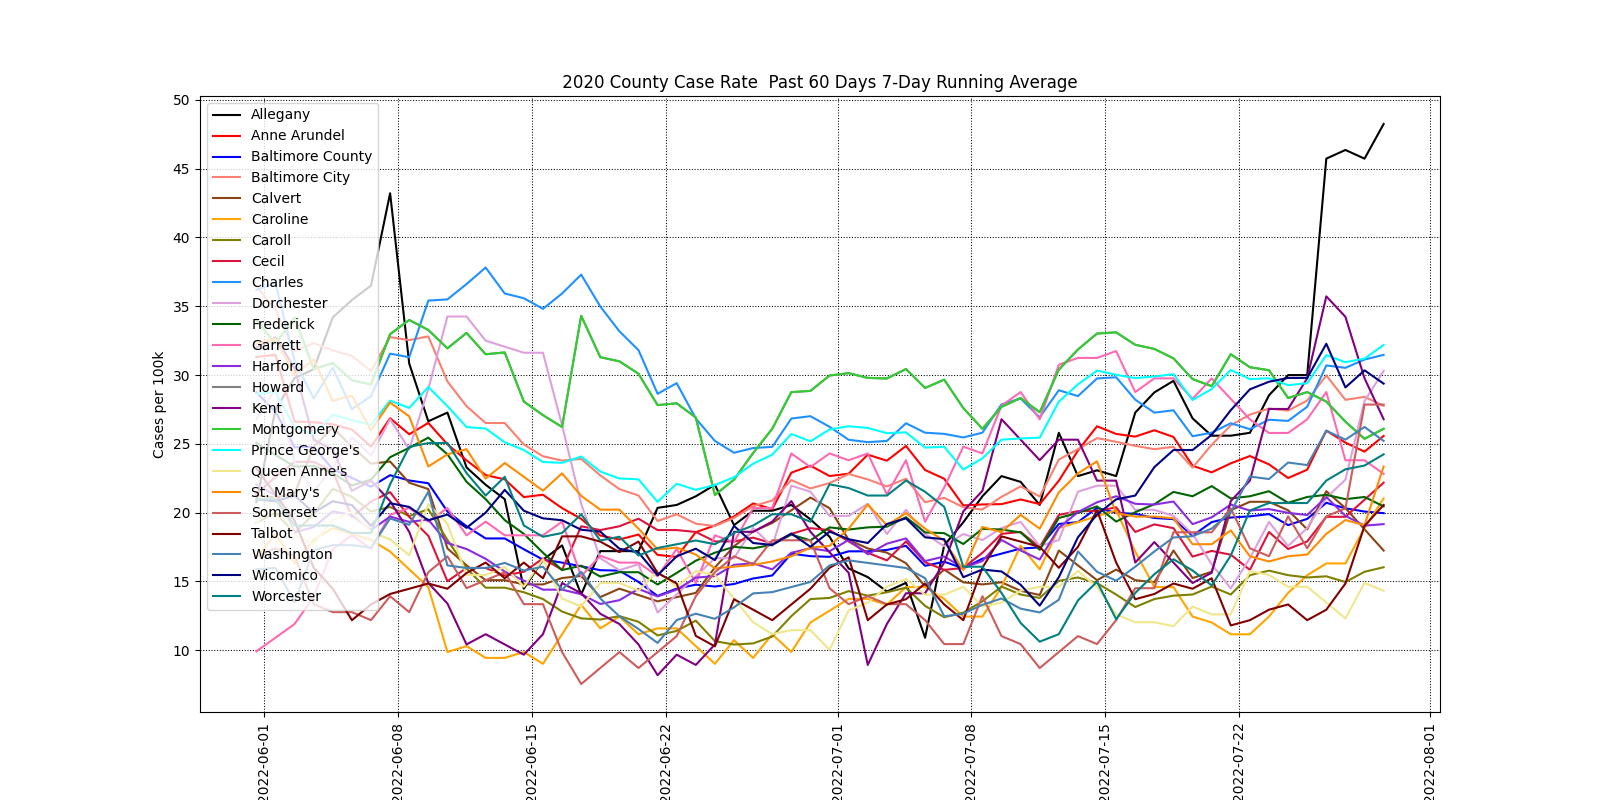 2020 County Case Rate  Past 60 Days 7-Day Running Average
Cases per 100k
50
45
40
35
30
25
20
15
10
Allegany
Anne Arundel
Baltimore County
Baltimore City
Calvert
Caroline
Caroll
Cecil
Charles
Dorchester
Frederick
Garrett
Harford
Howard
Kent
Montgomery
Prince George's
Queen Anne's
St. Mary's
Somerset
Talbot
Washington
Wicomico
Worcester
2022-06-01
2022-06-08
2022-06-15
2022-06-22
2022-07-01
2022-07-08
2022-07-15
2022-07-22
2022-08-01